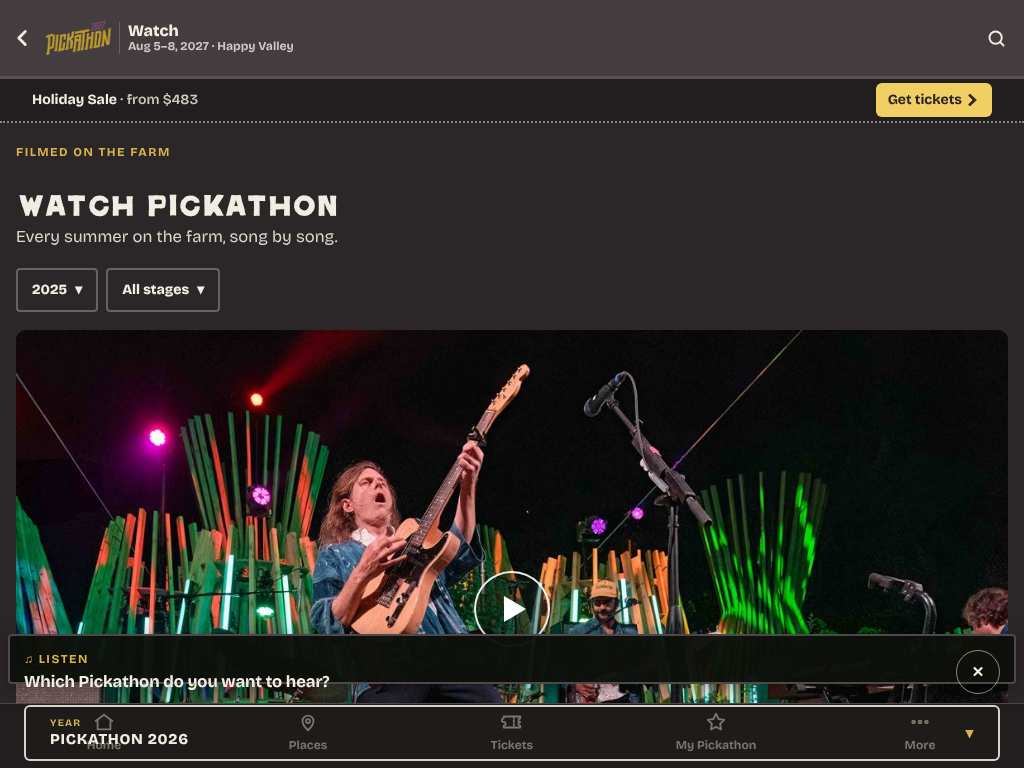 PICKATHON
Watch
Aug 5–8, 2027 · Happy Valley
Holiday Sale · from $483
Get tickets
FILMED ON THE FARM
WATCH PICKATHON
Every summer on the farm, song by song.
2025 ▾
All stages ▾
♫ LISTEN
Which Pickathon do you want to hear?
YEAR
PICKATHON 2026
Home
Places
Tickets
My Pickathon
More